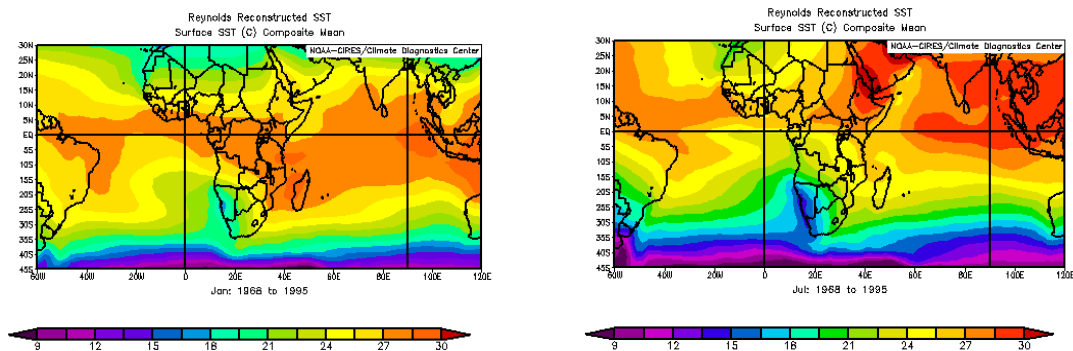 Reynolds Reconstructed SST
Surface SST (C) Composite Mean
NOAA-CIRES/Climate Diagnostics Center
30N
25N
20N
15N
10N
5N
EQ
5S
10S
15S
20S
25S
30S
35S
40S
45S
60W 40W 20W 0 20E 40E 60E 80E 100E 120E
Jan: 1968 to 1995
9 12 15 18 21 24 27 30
Reynolds Reconstructed SST
Surface SST (C) Composite Mean
NOAA-CIRES/Climate Diagnostics Center
30N
25N
20N
15N
10N
5N
EQ
5S
10S
15S
20S
25S
30S
35S
40S
45S
60W 40W 20W 0 20E 40E 60E 80E 100E 120E
Jul: 1968 to 1995
9 12 15 18 21 24 27 30